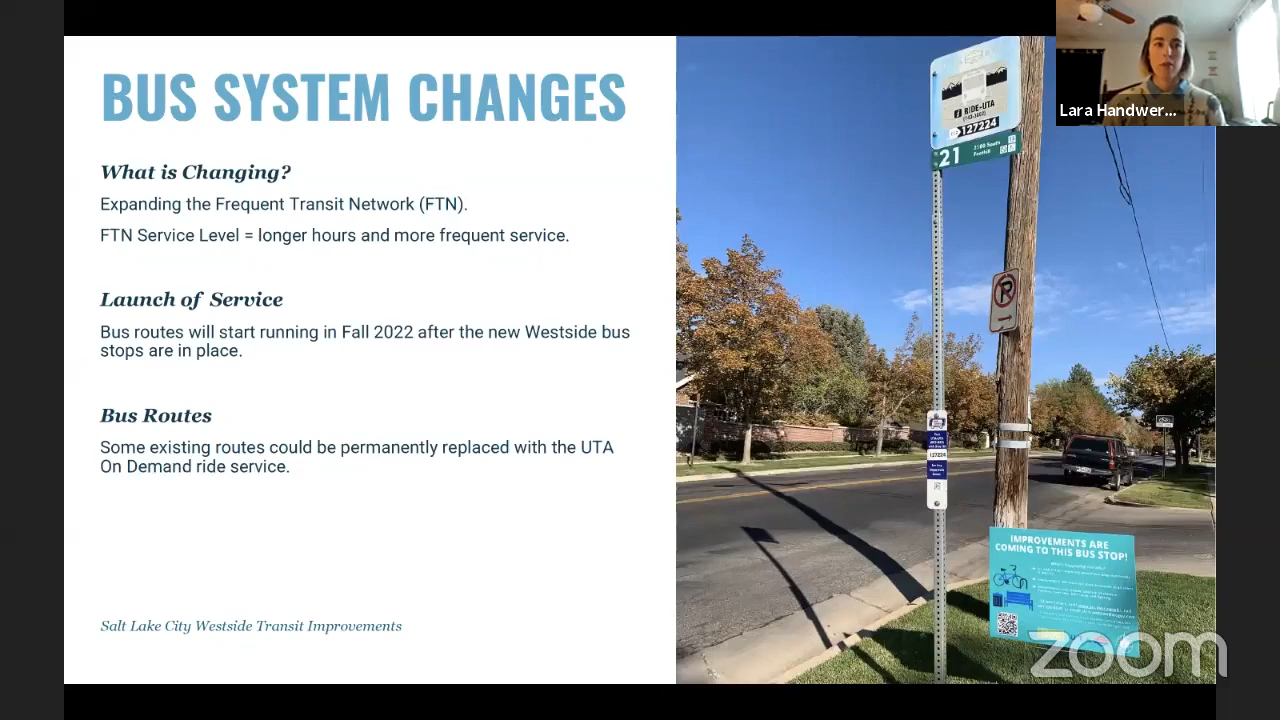 BUS SYSTEM CHANGES
What is Changing?
Expanding the Frequent Transit Network (FTN).
FTN Service Level = longer hours and more frequent service.
Launch of Service
Bus routes will start running in Fall 2022 after the new Westside bus
stops are in place.
Bus Routes
Some existing routes could be permanently replaced with the UTA
On Demand ride service.
Salt Lake City Westside Transit Improvements
RIDE-UTA
127224
21
2100 South
Foothill
P
127224
IMPROVEMENTS ARE
COMING TO THIS BUS STOP!
Lara Handwer...
zoom